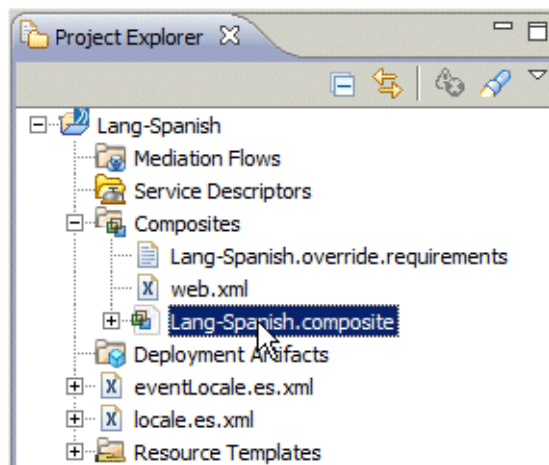 Project Explorer
Lang-Spanish
Mediation Flows
Service Descriptors
Composites
Lang-Spanish.override.requirements
web.xml
Lang-Spanish.composite
Deployment Artifacts
eventLocale.es.xml
locale.es.xml
Resource Templates